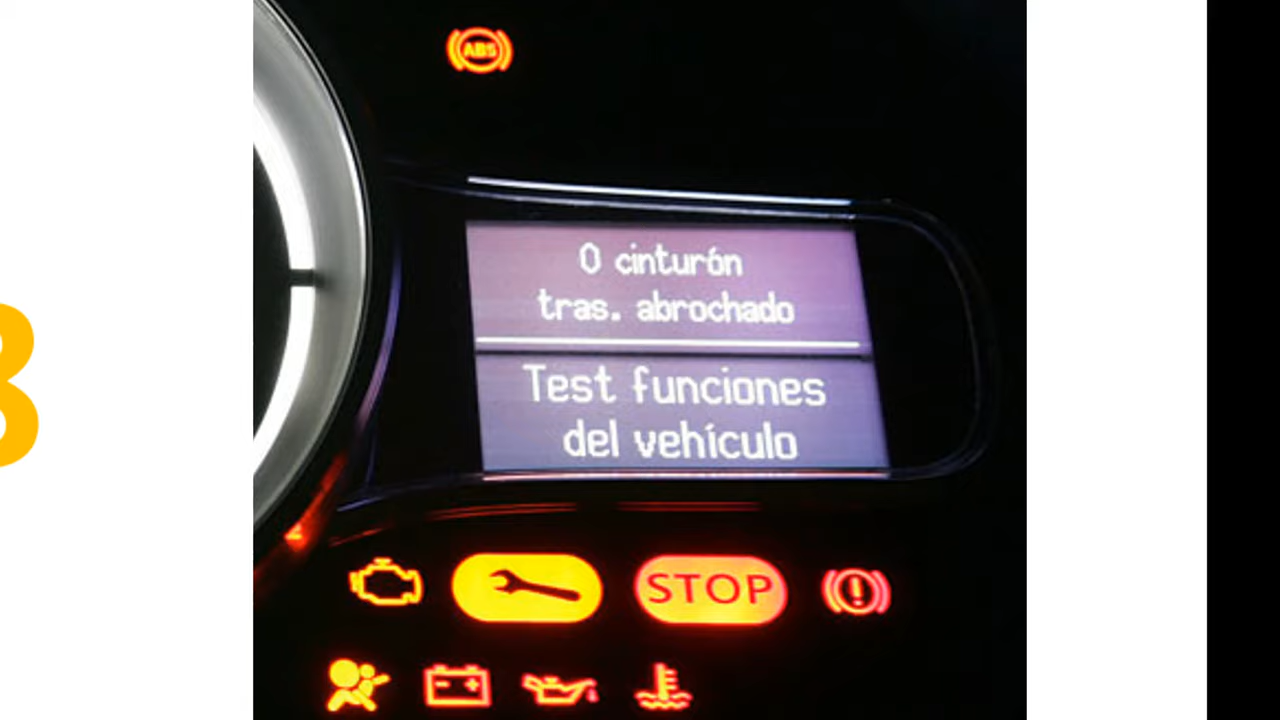 ABS
0 cinturón
tras. abrochado
Test funciones
del vehículo
STOP